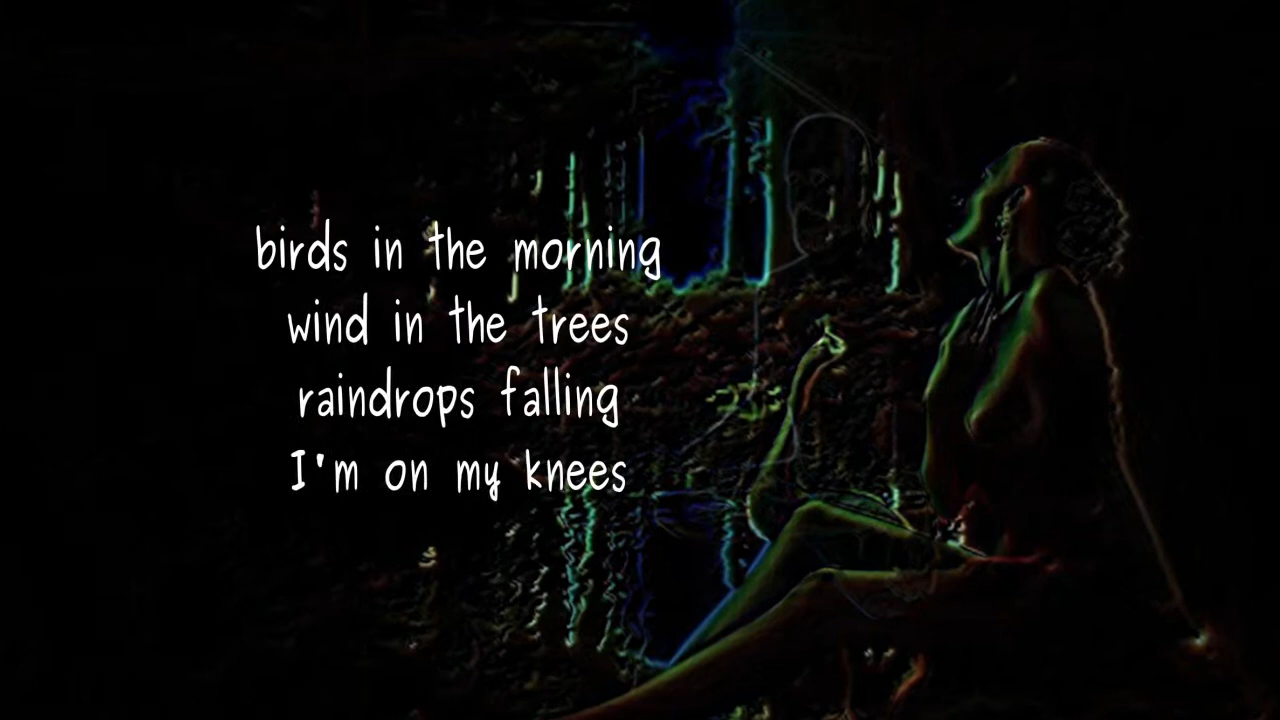 birds in the morning
wind in the trees
raindrops falling
I'm on my knees